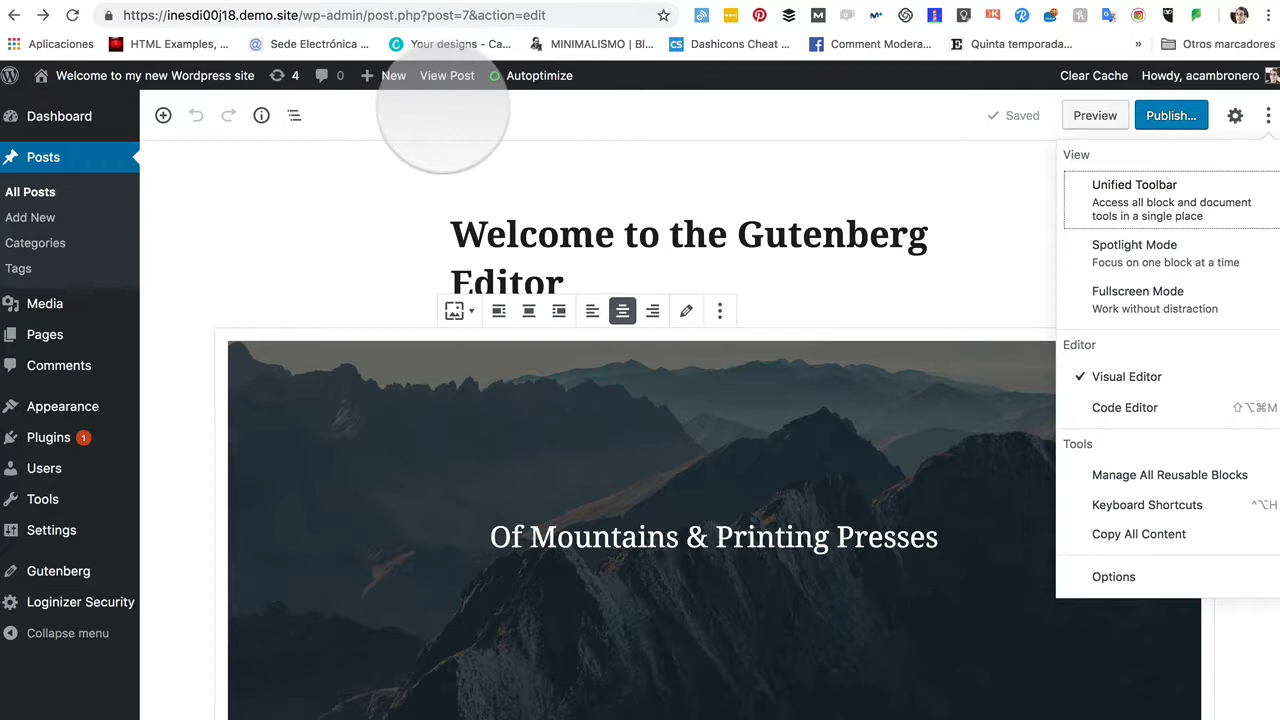 https://inesdi00j18.demo.site/wp-admin/post.php?post=7&action=edit
Aplicaciones
HTML Examples, ...
Sede Electrónica ...
Your designs - Ca...
MINIMALISMO | Bl...
Dashicons Cheat ...
Comment Modera...
Quinta temporada...
»
Otros marcadores
Welcome to my new Wordpress site
4
0
New
View Post
Autoptimize
Clear Cache
Howdy, acambronero
Dashboard
Posts
All Posts
Add New
Categories
Tags
Media
Pages
Comments
Appearance
Plugins 1
Users
Tools
Settings
Gutenberg
Loginizer Security
Collapse menu
Saved
Preview
Publish...
Welcome to the Gutenberg
Editor
Of Mountains & Printing Presses
View
Unified Toolbar
Access all block and document
tools in a single place
Spotlight Mode
Focus on one block at a time
Fullscreen Mode
Work without distraction
Editor
Visual Editor
Code Editor ⇧⌥⌘M
Tools
Manage All Reusable Blocks
Keyboard Shortcuts ^⌥H
Copy All Content
Options